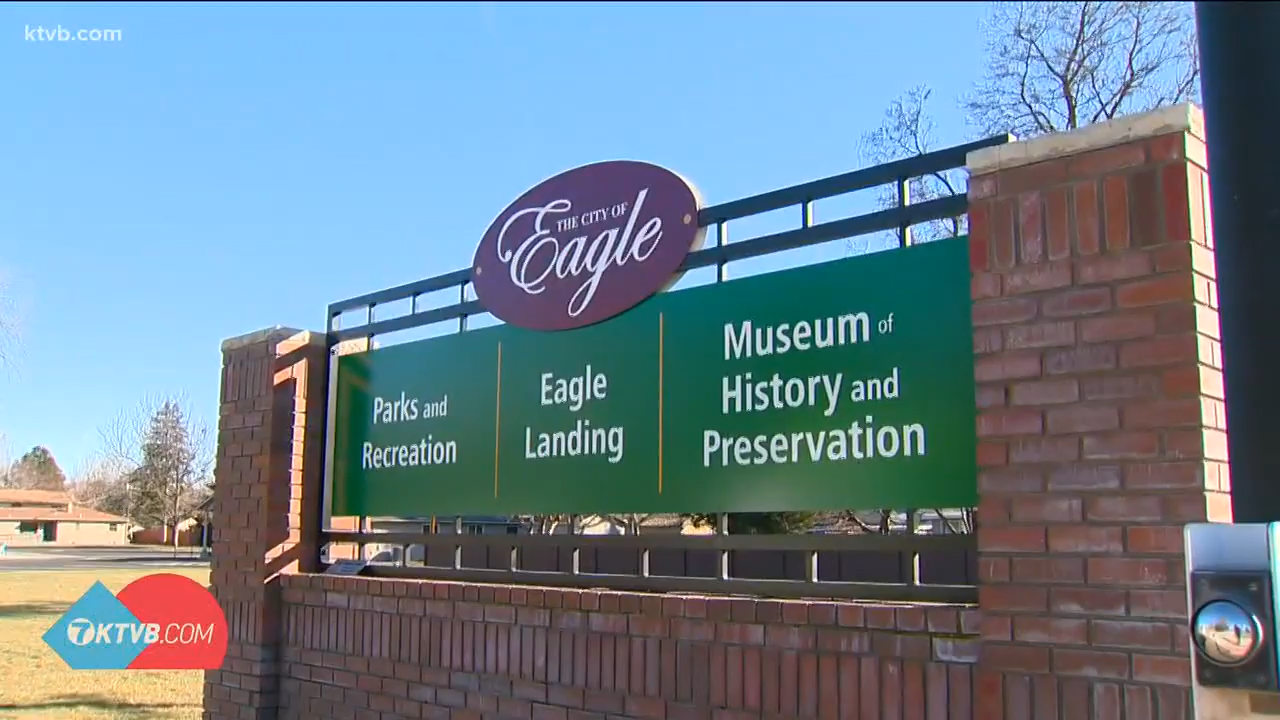 ktvb.com
THE CITY OF
Eagle
Parks and
Recreation
Eagle
Landing
Museum of
History and
Preservation
7KTVB.COM